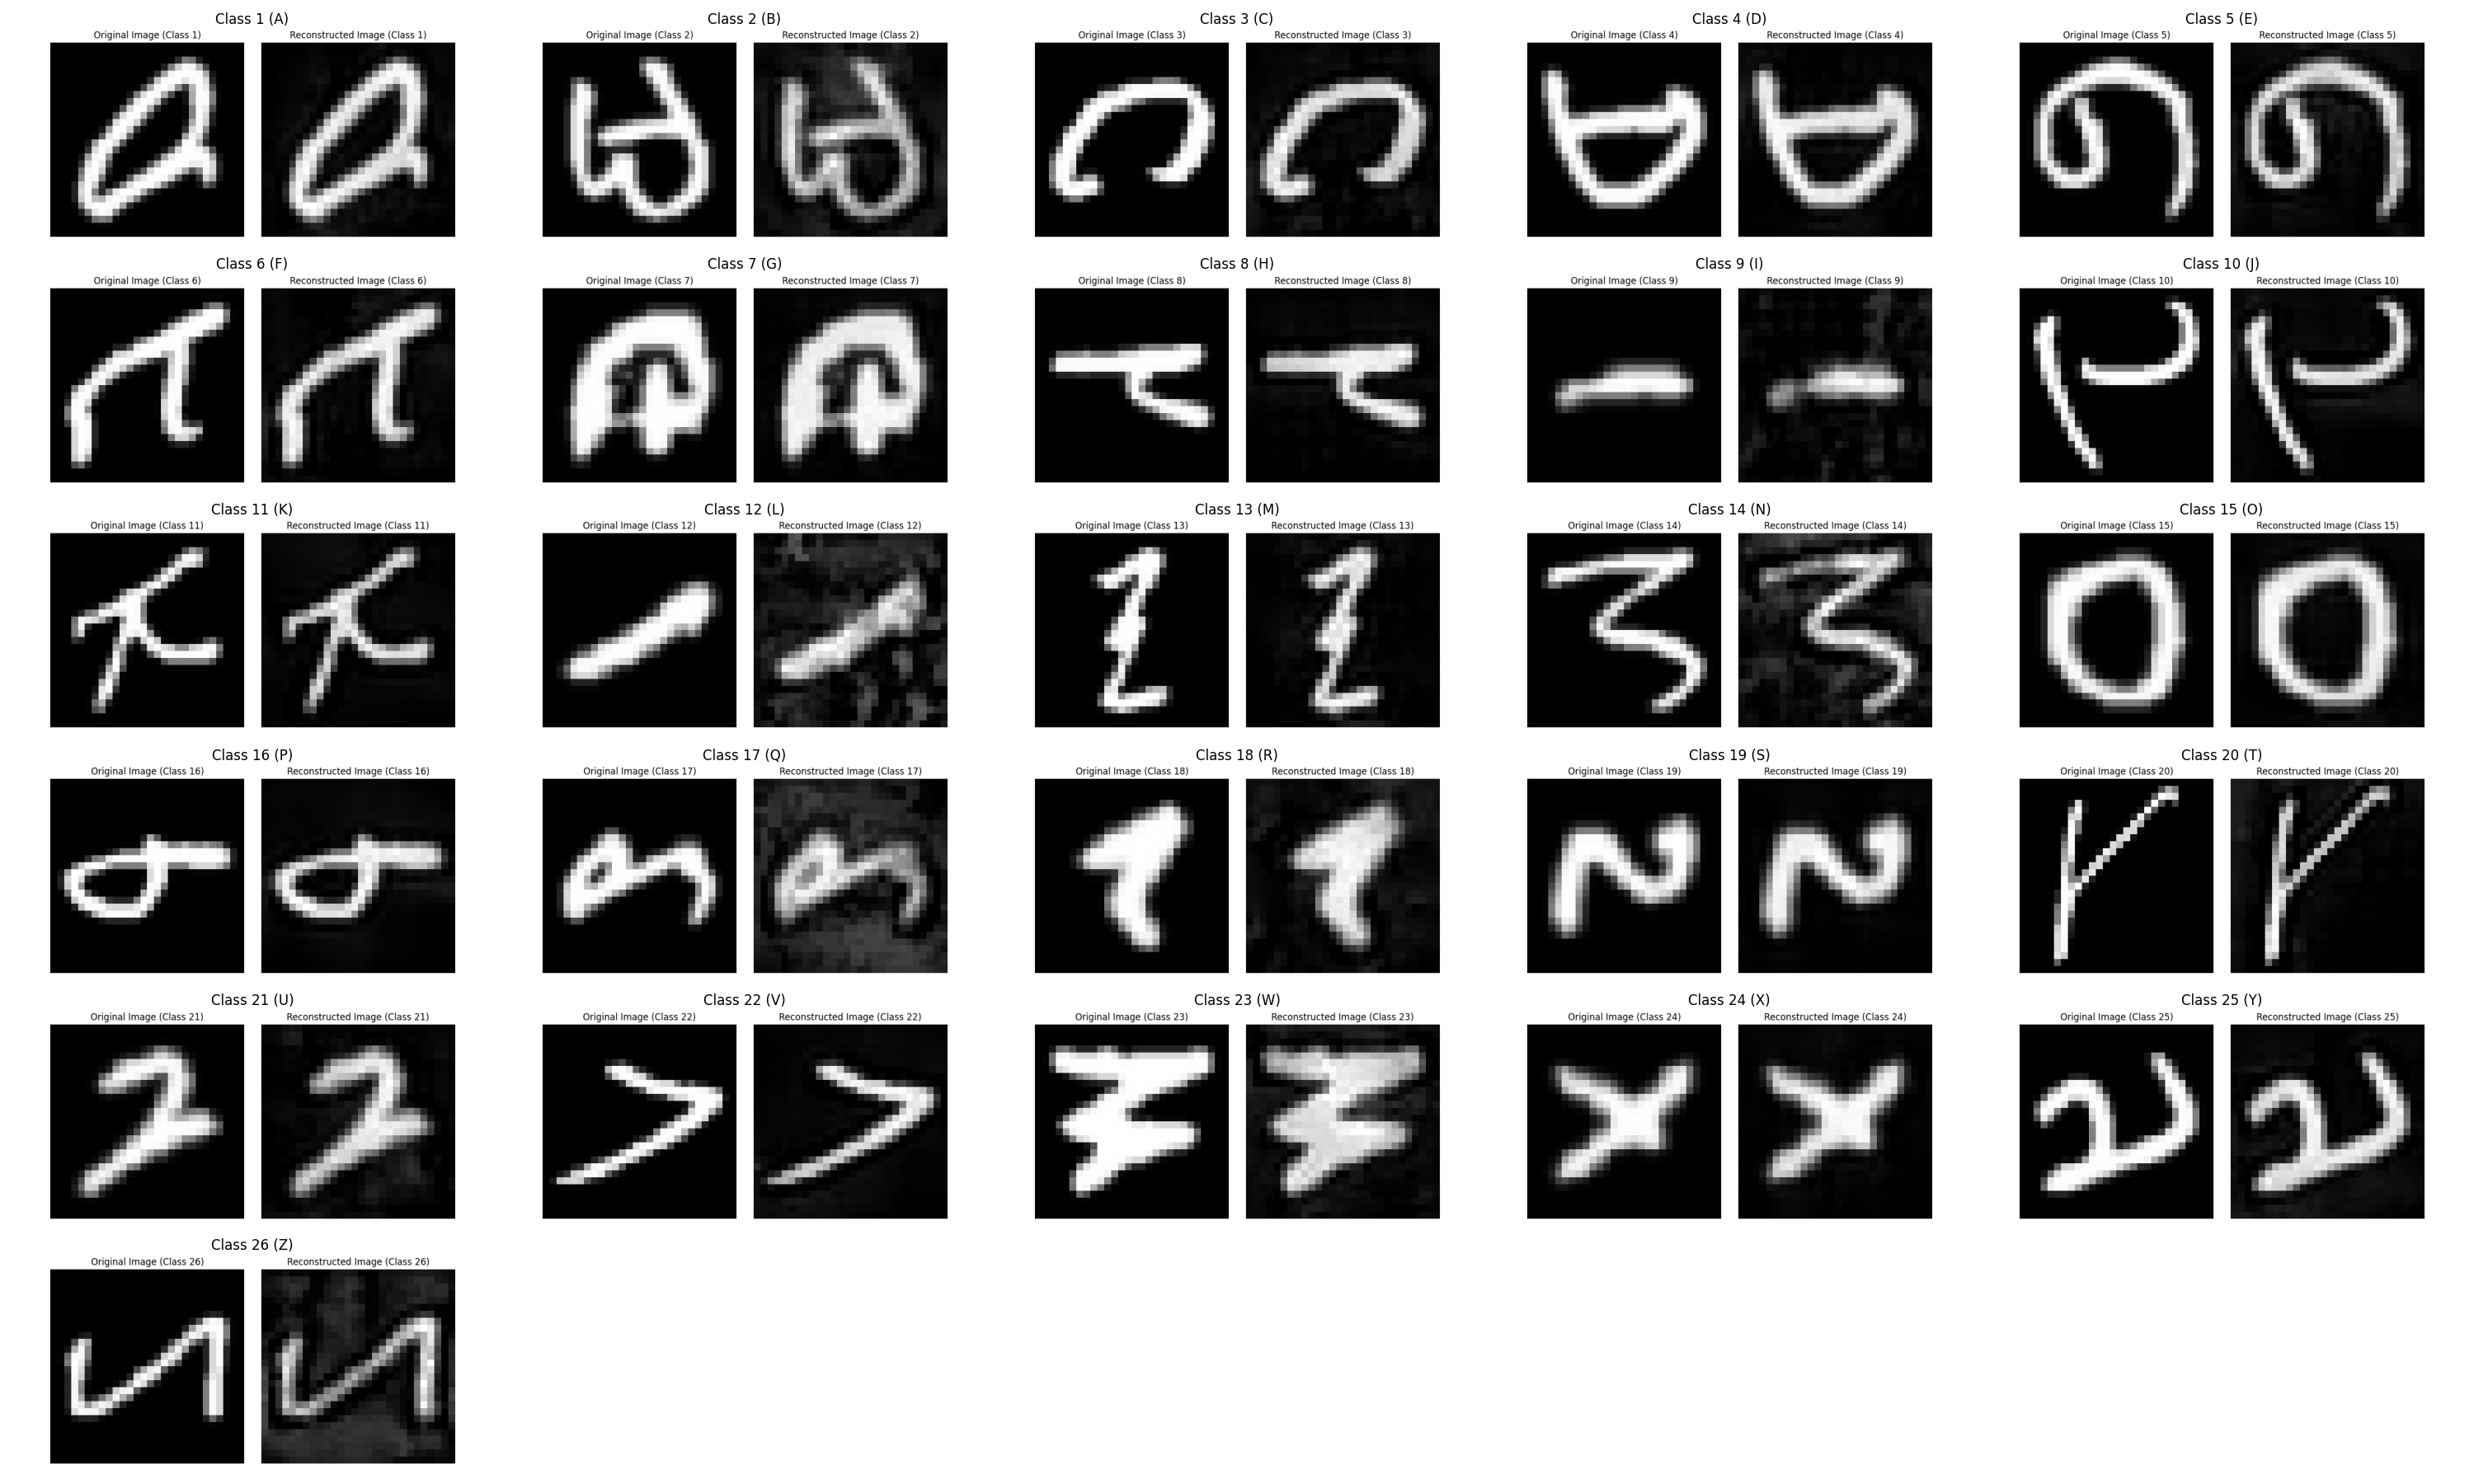 Class 1 (A) Class 2 (B) Class 3 (C) Class 4 (D) Class 5 (E)
Original Image (Class 1) Reconstructed Image (Class 1) Original Image (Class 2) Reconstructed Image (Class 2) Original Image (Class 3) Reconstructed Image (Class 3) Original Image (Class 4) Reconstructed Image (Class 4) Original Image (Class 5) Reconstructed Image (Class 5)
Class 6 (F) Class 7 (G) Class 8 (H) Class 9 (I) Class 10 (J)
Original Image (Class 6) Reconstructed Image (Class 6) Original Image (Class 7) Reconstructed Image (Class 7) Original Image (Class 8) Reconstructed Image (Class 8) Original Image (Class 9) Reconstructed Image (Class 9) Original Image (Class 10) Reconstructed Image (Class 10)
Class 11 (K) Class 12 (L) Class 13 (M) Class 14 (N) Class 15 (O)
Original Image (Class 11) Reconstructed Image (Class 11) Original Image (Class 12) Reconstructed Image (Class 12) Original Image (Class 13) Reconstructed Image (Class 13) Original Image (Class 14) Reconstructed Image (Class 14) Original Image (Class 15) Reconstructed Image (Class 15)
Class 16 (P) Class 17 (Q) Class 18 (R) Class 19 (S) Class 20 (T)
Original Image (Class 16) Reconstructed Image (Class 16) Original Image (Class 17) Reconstructed Image (Class 17) Original Image (Class 18) Reconstructed Image (Class 18) Original Image (Class 19) Reconstructed Image (Class 19) Original Image (Class 20) Reconstructed Image (Class 20)
Class 21 (U) Class 22 (V) Class 23 (W) Class 24 (X) Class 25 (Y)
Original Image (Class 21) Reconstructed Image (Class 21) Original Image (Class 22) Reconstructed Image (Class 22) Original Image (Class 23) Reconstructed Image (Class 23) Original Image (Class 24) Reconstructed Image (Class 24) Original Image (Class 25) Reconstructed Image (Class 25)
Class 26 (Z)
Original Image (Class 26) Reconstructed Image (Class 26)